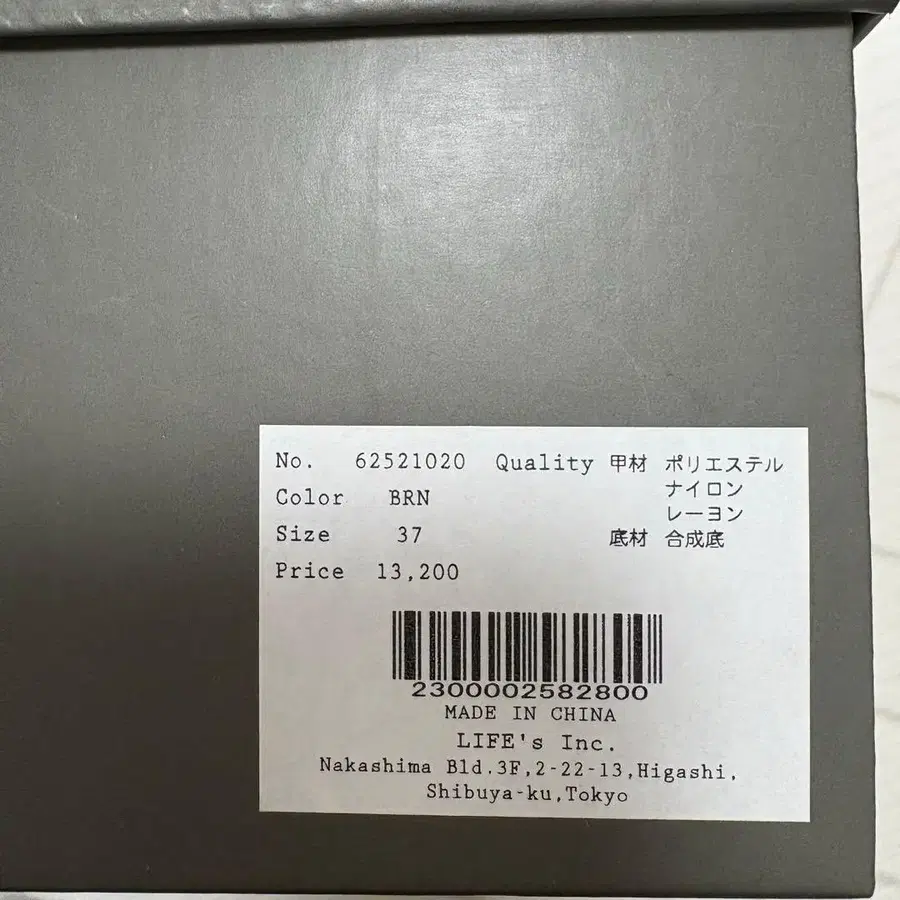 No. 62521020 Quality 甲材 ポリエステル
ナイロン
Color BRN
レーヨン
Size 37 底材 合成底
Price 13,200
2300002582800
MADE IN CHINA
LIFE's Inc.
Nakashima Bld.3F,2-22-13,Higashi,
Shibuya-ku,Tokyo